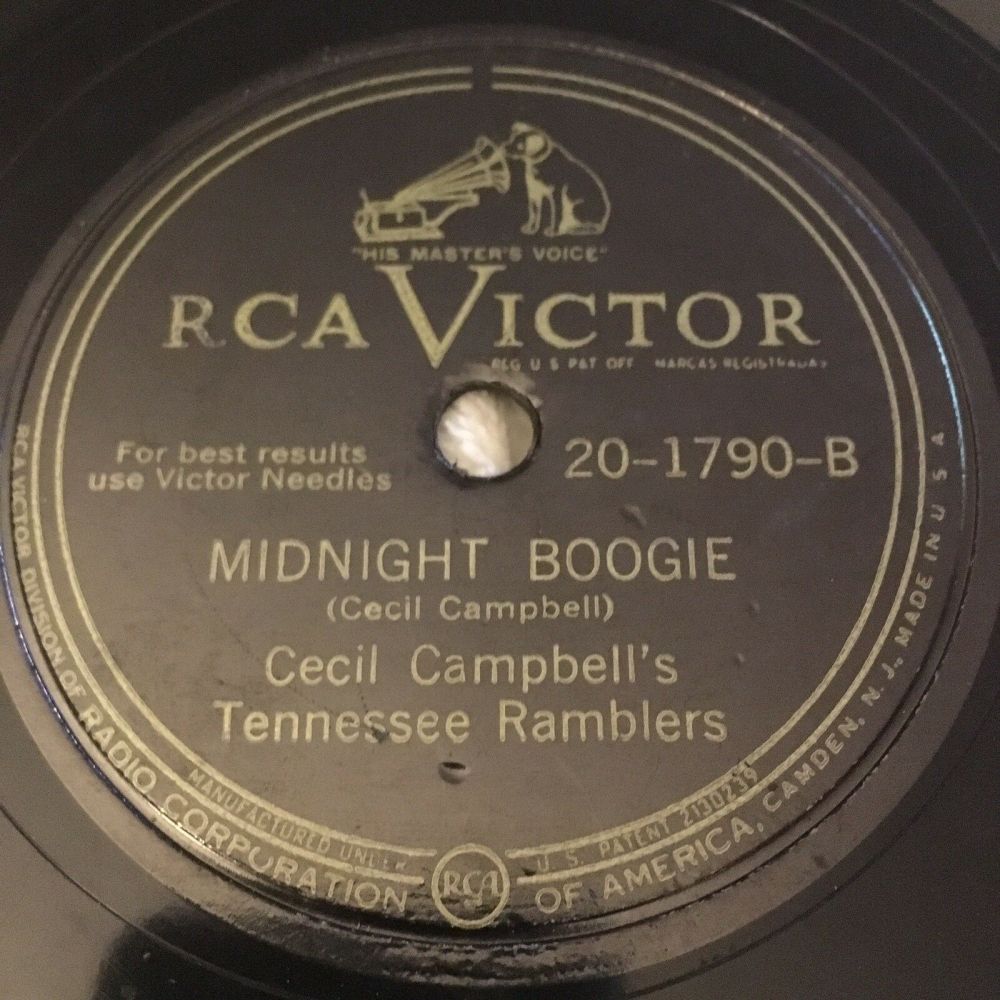 "HIS MASTER'S VOICE"
RCA VICTOR
REG U S PAT OFF MARCAS REGISTRADAS
For best results
use Victor Needles
20-1790-B
MIDNIGHT BOOGIE
(Cecil Campbell)
Cecil Campbell's
Tennessee Ramblers
MANUFACTURED UNDER U.S. PATENT 2130239
RCA VICTOR DIVISION OF RADIO CORPORATION OF AMERICA, CAMDEN, N. J. MADE IN U S A
RCA